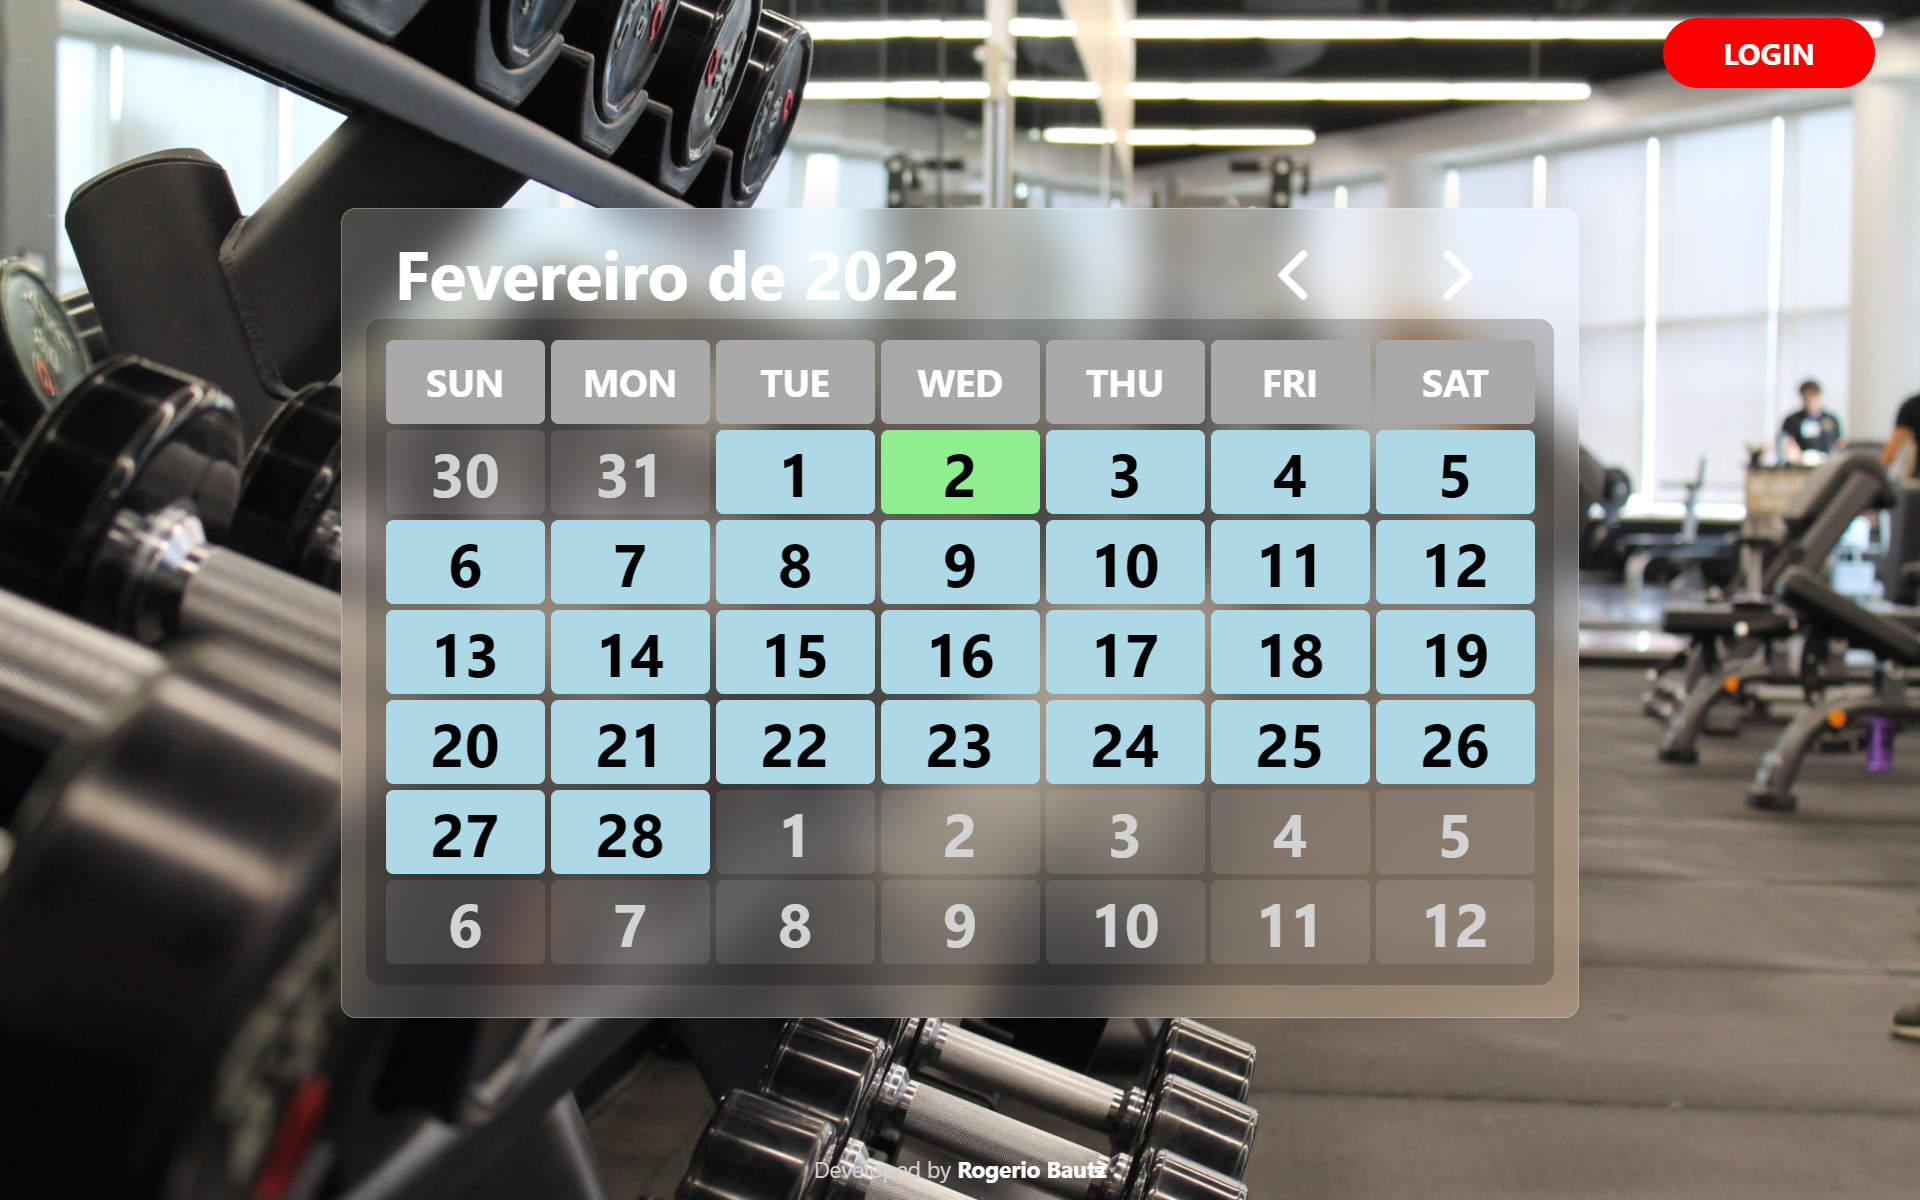 LOGIN
Fevereiro de 2022
SUN MON TUE WED THU FRI SAT
30 31 1 2 3 4 5
6 7 8 9 10 11 12
13 14 15 16 17 18 19
20 21 22 23 24 25 26
27 28 1 2 3 4 5
6 7 8 9 10 11 12
Developed by Rogerio Bautz